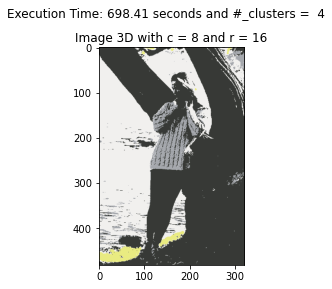 Execution Time: 698.41 seconds and #_clusters = 4
Image 3D with c = 8 and r = 16
0
100
200
300
400
0 100 200 300